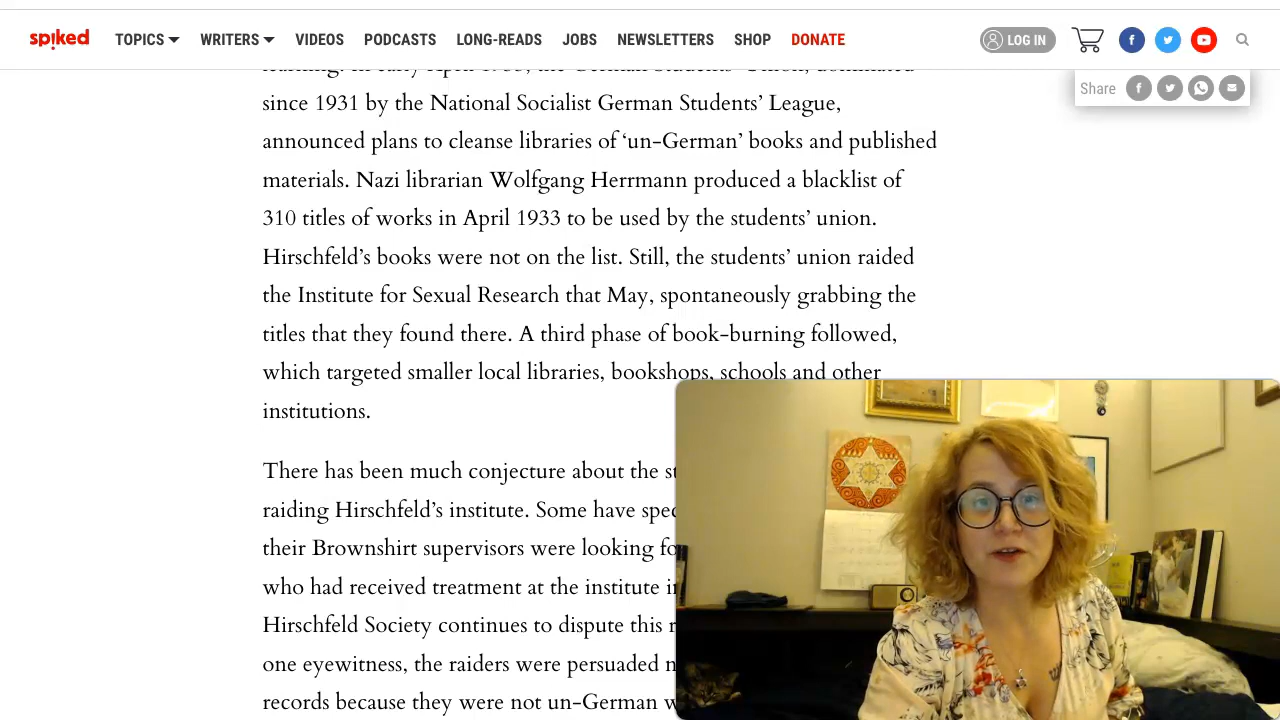 spiked
TOPICS WRITERS VIDEOS PODCASTS LONG-READS JOBS NEWSLETTERS SHOP DONATE LOG IN
Share
since 1931 by the National Socialist German Students’ League,
announced plans to cleanse libraries of ‘un-German’ books and published
materials. Nazi librarian Wolfgang Herrmann produced a blacklist of
310 titles of works in April 1933 to be used by the students’ union.
Hirschfeld’s books were not on the list. Still, the students’ union raided
the Institute for Sexual Research that May, spontaneously grabbing the
titles that they found there. A third phase of book-burning followed,
which targeted smaller local libraries, bookshops, schools and other
institutions.
There has been much conjecture about the
raiding Hirschfeld’s institute. Some have
their Brownshirt supervisors were looking
who had received treatment at the institute
Hirschfeld Society continues to dispute this
one eyewitness, the raiders were persuaded
records because they were not un-German